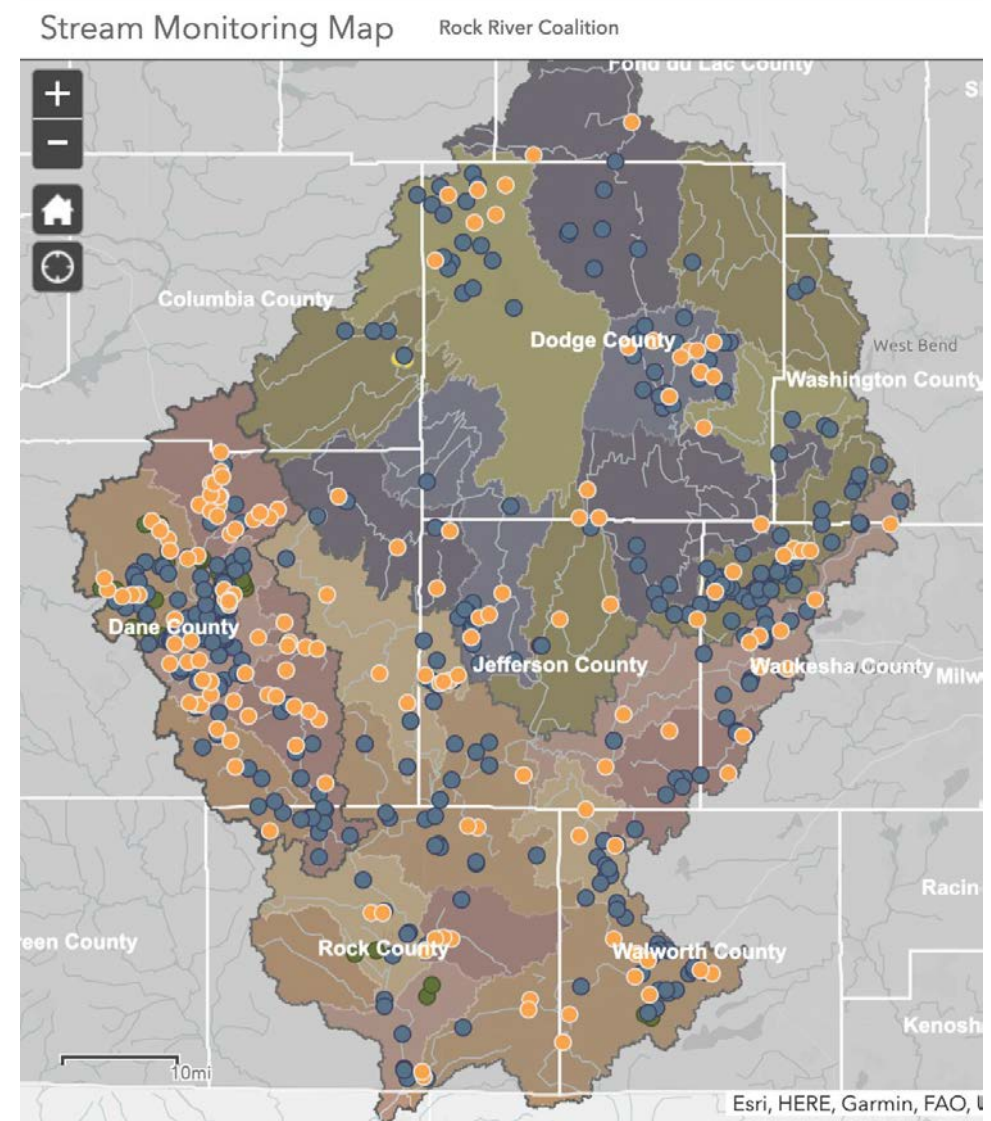 Stream Monitoring Map
Rock River Coalition
+
−
Fond du Lac County
Columbia County
Dodge County
West Bend
Washington County
Dane County
Jefferson County
Waukesha County
Milw
Racin
Rock County
Walworth County
een County
Kenosh
10mi
Esri, HERE, Garmin, FAO, U